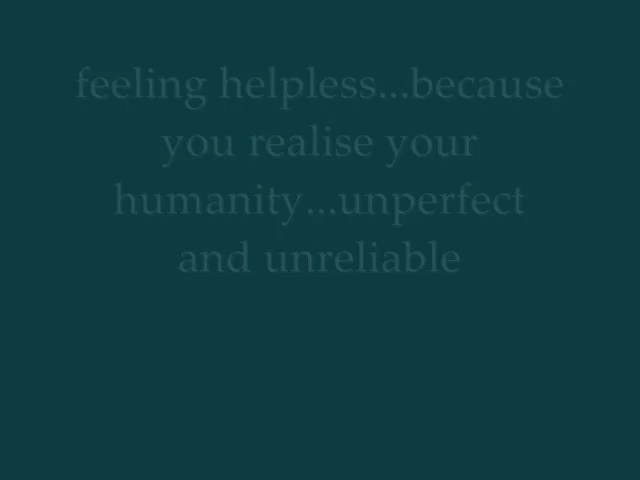 feeling helpless...because
you realise your
humanity...unperfect
and unreliable